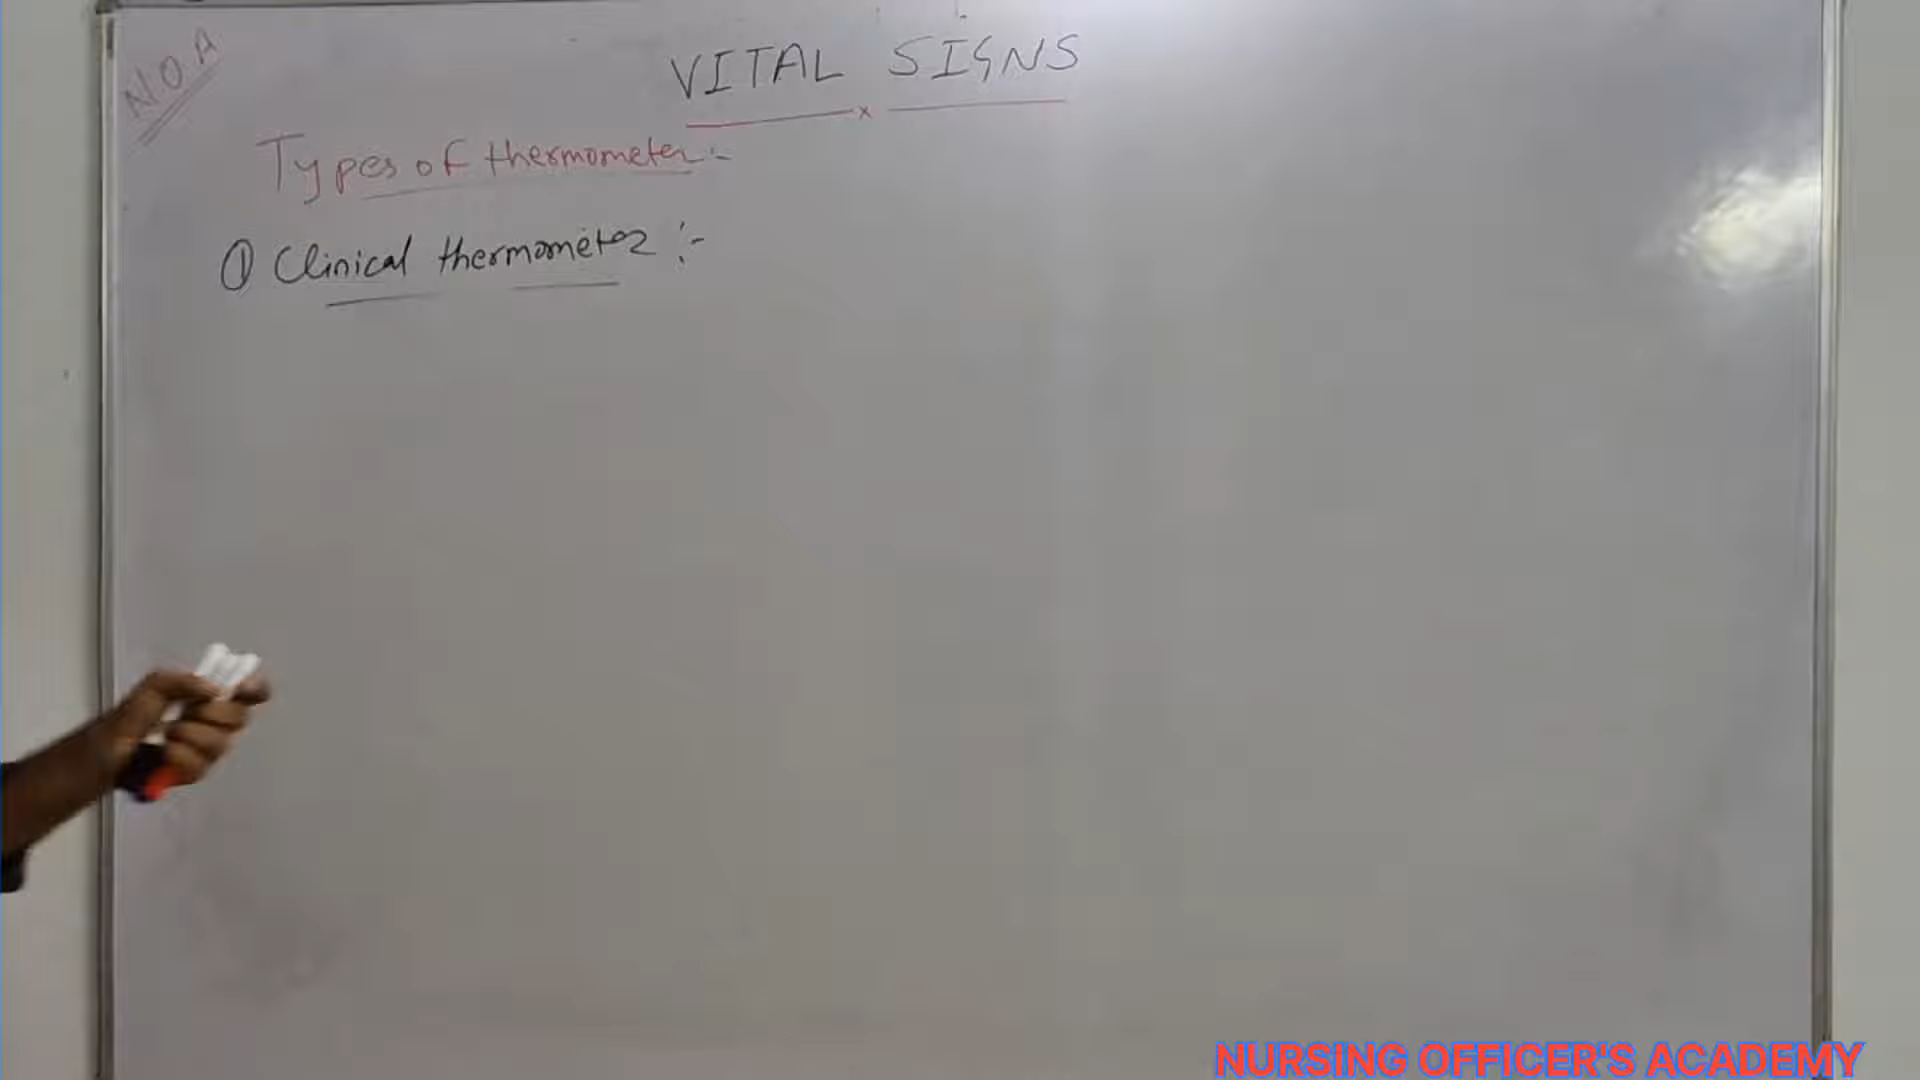 N.O.A
VITAL SIGNS
Types of thermometer :-
① Clinical thermometer :-
NURSING OFFICER'S ACADEMY